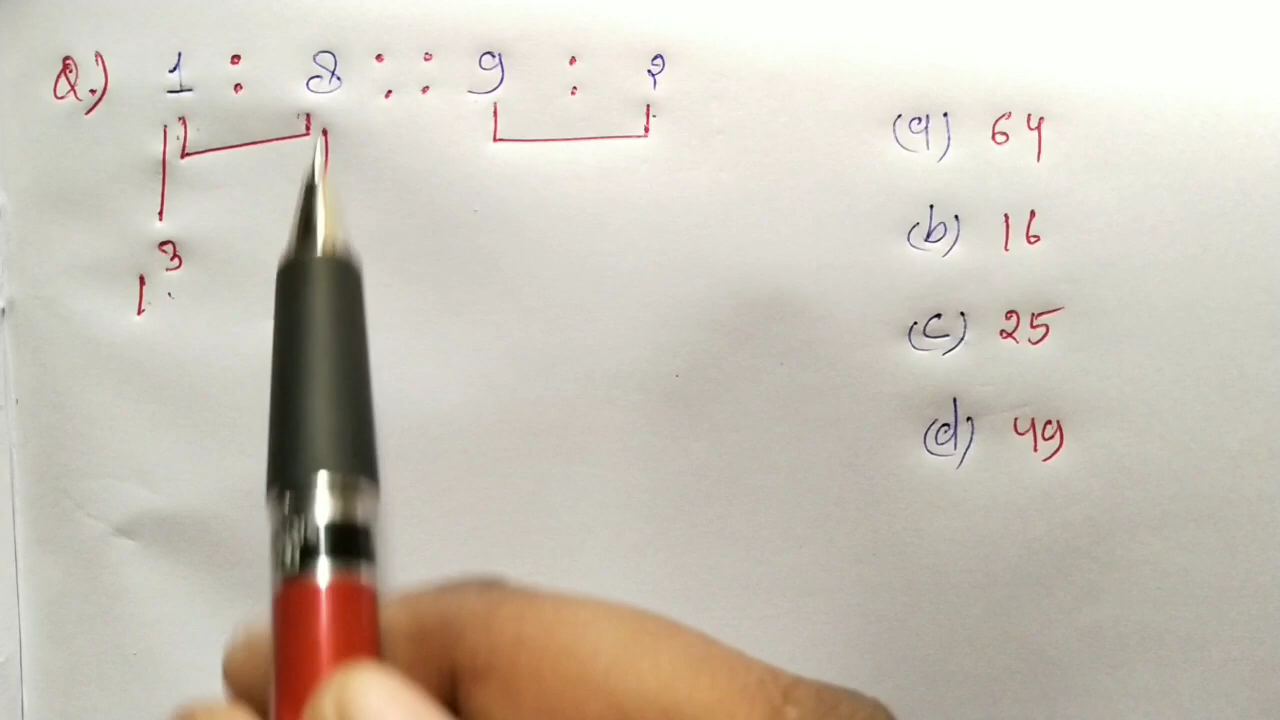 Q.) 1 : 8 :: 9 : ?
(a) 64
(b) 16
(c) 25
(d) 49
1³